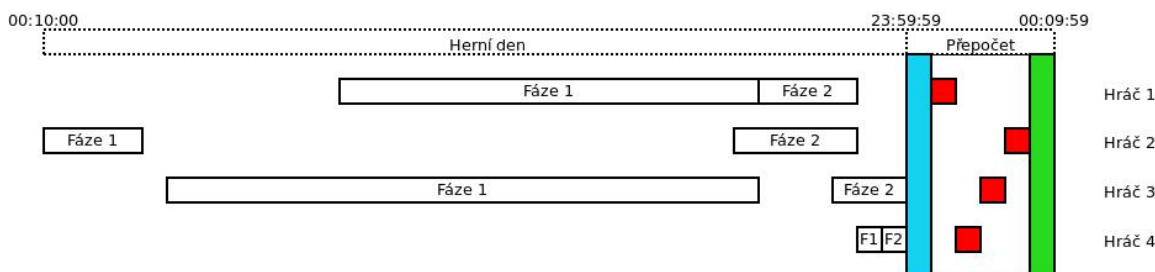 00:10:00 23:59:59 00:09:59
Herní den Přepočet
Fáze 1 Fáze 2 Hráč 1
Fáze 1 Fáze 2 Hráč 2
Fáze 1 Fáze 2 Hráč 3
F1 F2 Hráč 4